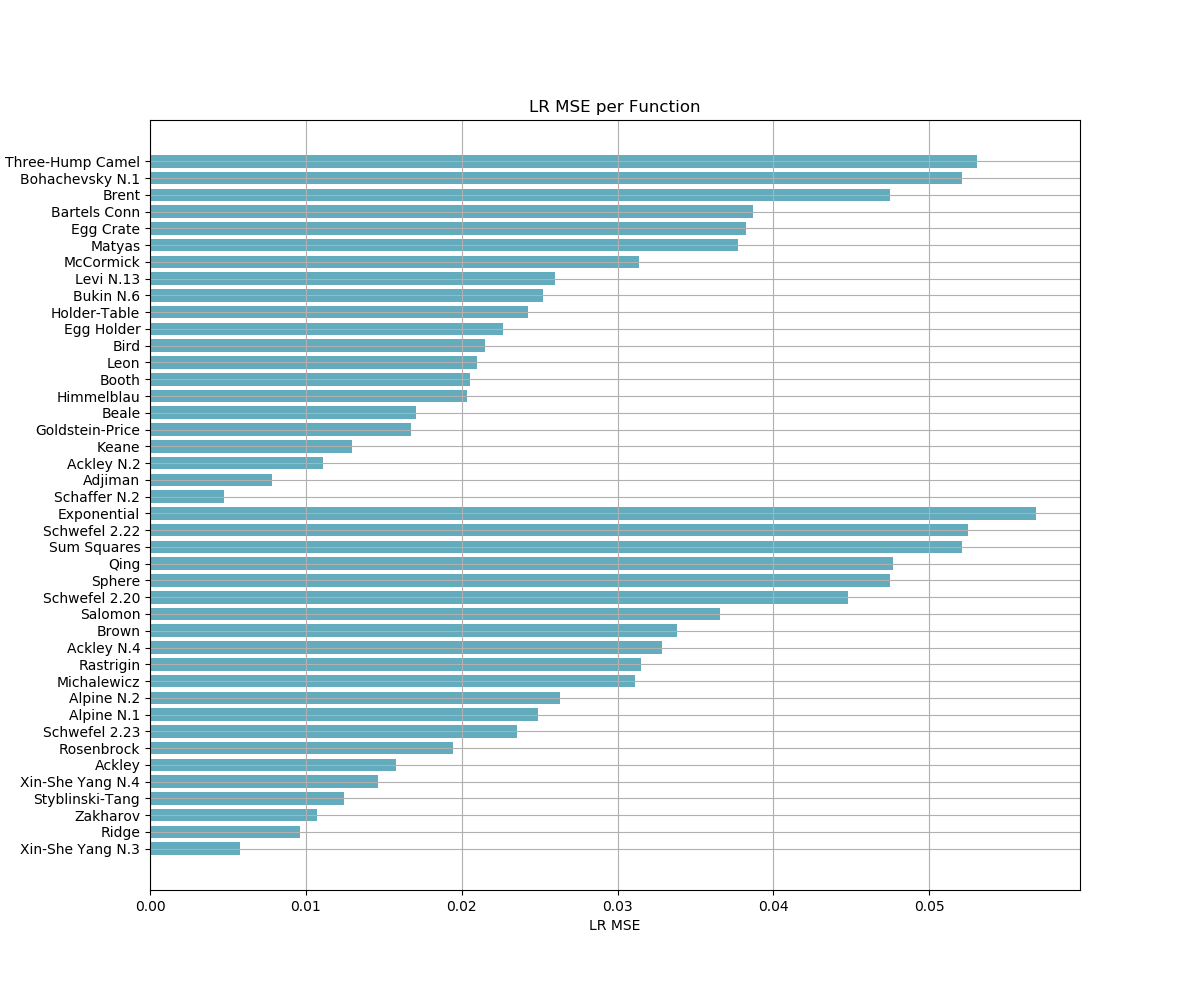 LR MSE per Function
Three-Hump Camel
Bohachevsky N.1
Brent
Bartels Conn
Egg Crate
Matyas
McCormick
Levi N.13
Bukin N.6
Holder-Table
Egg Holder
Bird
Leon
Booth
Himmelblau
Beale
Goldstein-Price
Keane
Ackley N.2
Adjiman
Schaffer N.2
Exponential
Schwefel 2.22
Sum Squares
Qing
Sphere
Schwefel 2.20
Salomon
Brown
Ackley N.4
Rastrigin
Michalewicz
Alpine N.2
Alpine N.1
Schwefel 2.23
Rosenbrock
Ackley
Xin-She Yang N.4
Styblinski-Tang
Zakharov
Ridge
Xin-She Yang N.3
0.00 0.01 0.02 0.03 0.04 0.05
LR MSE